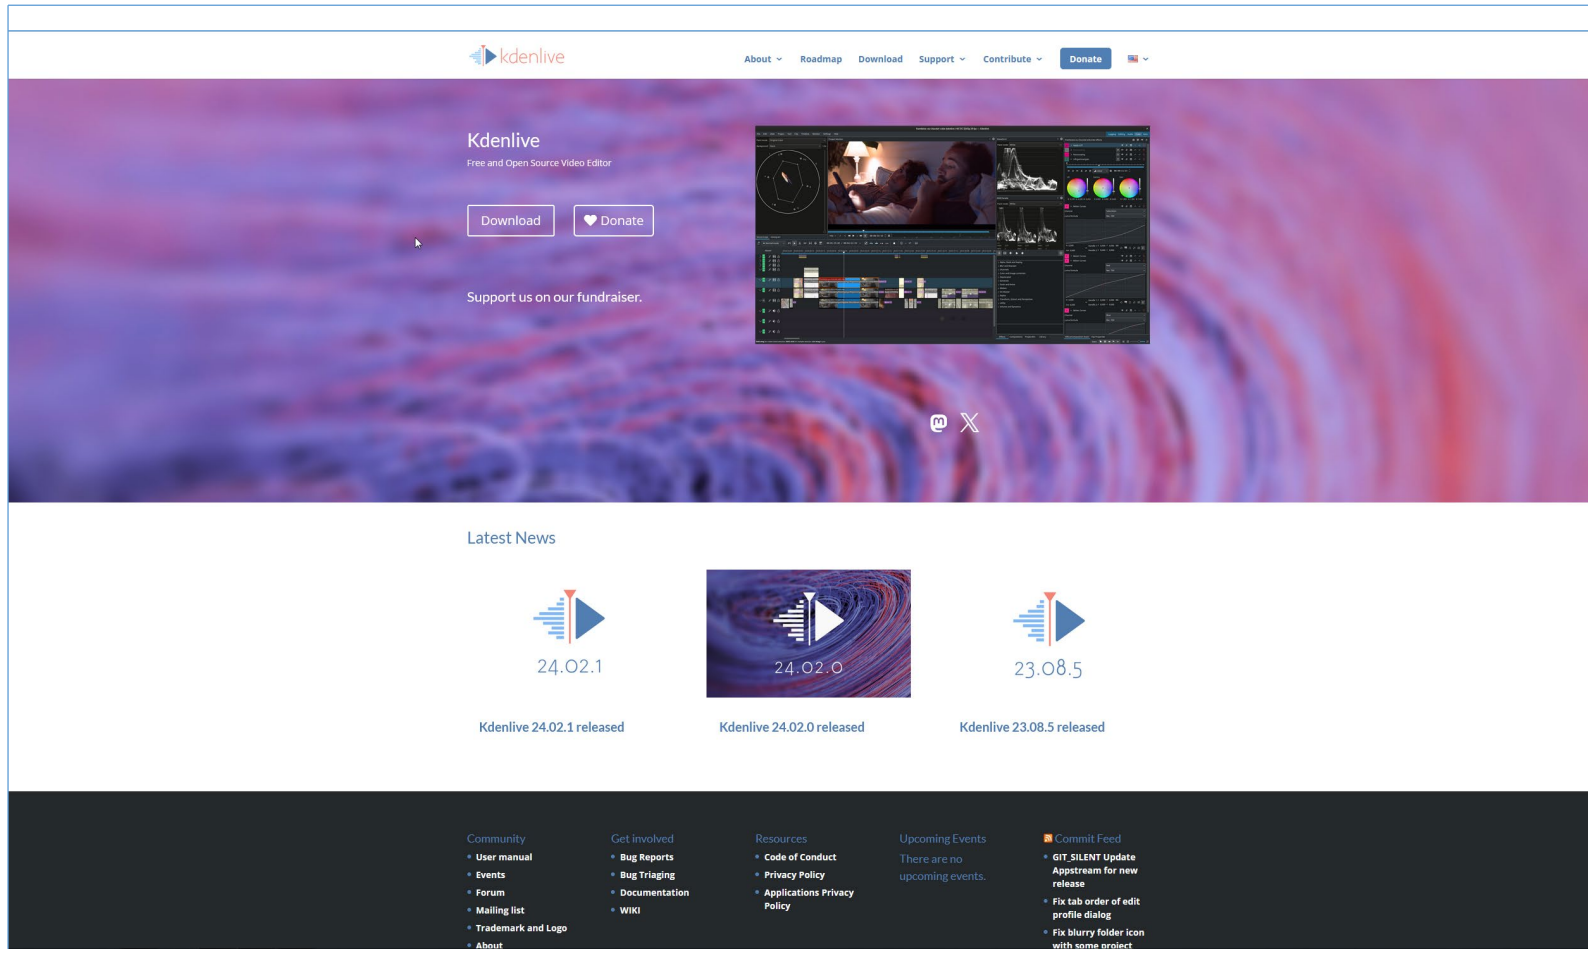 kdenlive
About
Roadmap
Download
Support
Contribute
Donate
Kdenlive
Free and Open Source Video Editor
Download
Donate
Support us on our fundraiser.
Latest News
24.02.1
24.02.0
23.08.5
Kdenlive 24.02.1 released
Kdenlive 24.02.0 released
Kdenlive 23.08.5 released
Community
User manual
Events
Forum
Mailing list
Trademark and Logo
About
Get involved
Bug Reports
Bug Triaging
Documentation
WIKI
Resources
Code of Conduct
Privacy Policy
Applications Privacy
Policy
Upcoming Events
There are no
upcoming events.
Commit Feed
GIT_SILENT Update
Appstream for new
release
Fix tab order of edit
profile dialog
Fix blurry folder icon
with some project